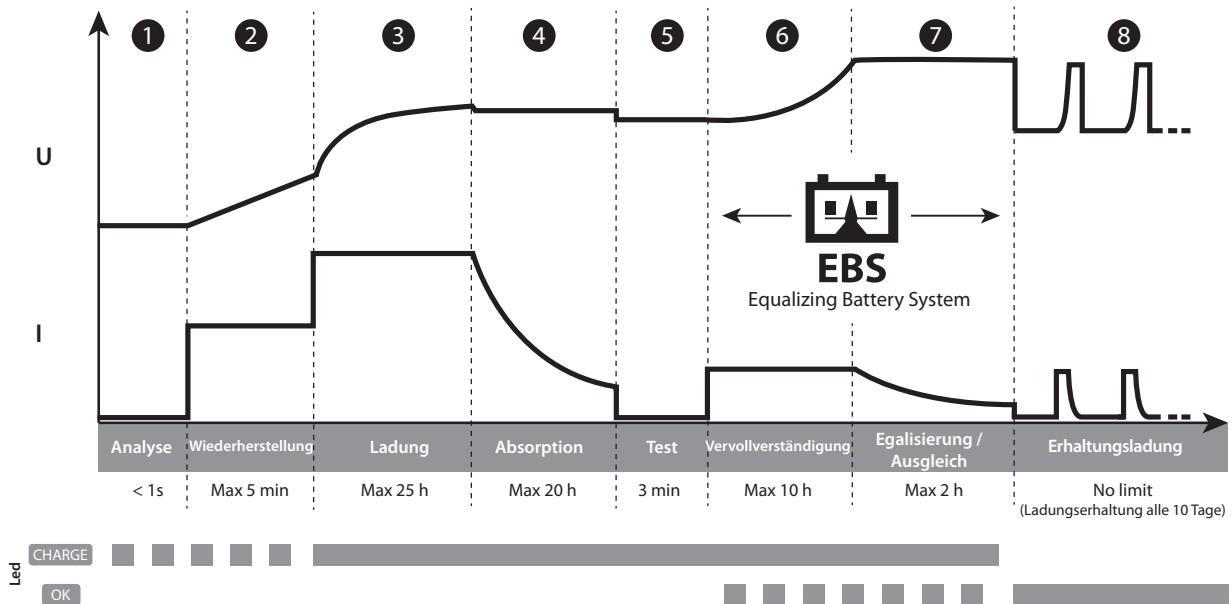 1 2 3 4 5 6 7 8
U
EBS
Equalizing Battery System
I
Analyse Wiederherstellung Ladung Absorption Test Vervollverständigung Egalisierung / Ausgleich Erhaltungsladung
< 1s Max 5 min Max 25 h Max 20 h 3 min Max 10 h Max 2 h No limit
(Ladungserhaltung alle 10 Tage)
Led
CHARGE
OK